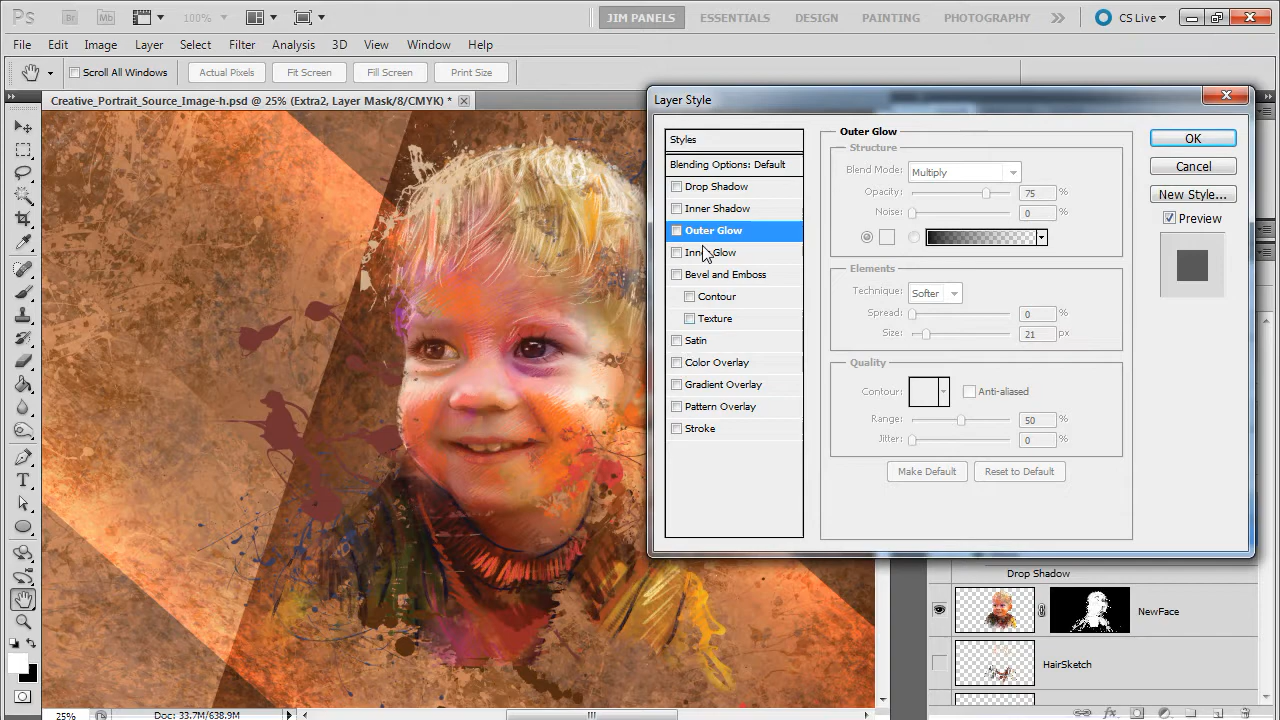 Ps Br Mb 100% JIM PANELS ESSENTIALS DESIGN PAINTING PHOTOGRAPHY CS Live
File Edit Image Layer Select Filter Analysis 3D View Window Help
Scroll All Windows Actual Pixels Fit Screen Fill Screen Print Size
Creative_Portrait_Source_Image-h.psd @ 25% (Extra2, Layer Mask/8/CMYK) *
Layer Style
Styles
Blending Options: Default
Drop Shadow
Inner Shadow
Outer Glow
Inner Glow
Bevel and Emboss
Contour
Texture
Satin
Color Overlay
Gradient Overlay
Pattern Overlay
Stroke
Outer Glow
Structure
Blend Mode: Multiply
Opacity: 75 %
Noise: 0 %
Elements
Technique: Softer
Spread: 0 %
Size: 21 px
Quality
Contour: Anti-aliased
Range: 50 %
Jitter: 0 %
Make Default Reset to Default
OK
Cancel
New Style...
Preview
Drop Shadow
NewFace
HairSketch
25% Doc: 33.7M/638.9M
fx